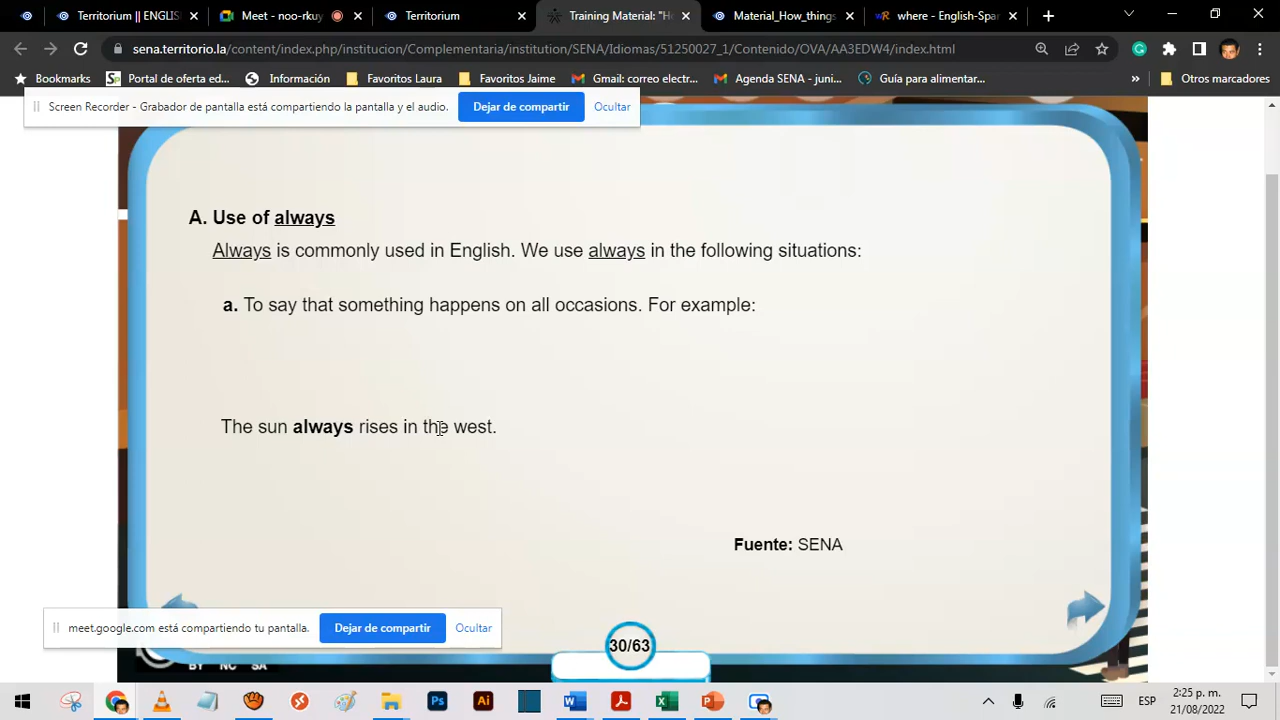 Territorium || ENGLISH
Meet - noo-rkuy
Territorium
Training Material: "Ho
Material_How_things
where - English-Spar
sena.territorio.la/content/index.php/institucion/Complementaria/institution/SENA/Idiomas/51250027_1/Contenido/OVA/AA3EDW4/index.html
Bookmarks
Portal de oferta ed...
Información
Favoritos Laura
Favoritos Jaime
Gmail: correo electr...
Agenda SENA - juni...
Guía para alimentar...
»
Otros marcadores
Screen Recorder - Grabador de pantalla está compartiendo la pantalla y el audio.
Dejar de compartir
Ocultar
A. Use of always
Always is commonly used in English. We use always in the following situations:
a. To say that something happens on all occasions. For example:
The sun always rises in the west.
Fuente: SENA
meet.google.com está compartiendo tu pantalla.
Dejar de compartir
Ocultar
30/63
BY NC SA
ESP
2:25 p. m.
21/08/2022